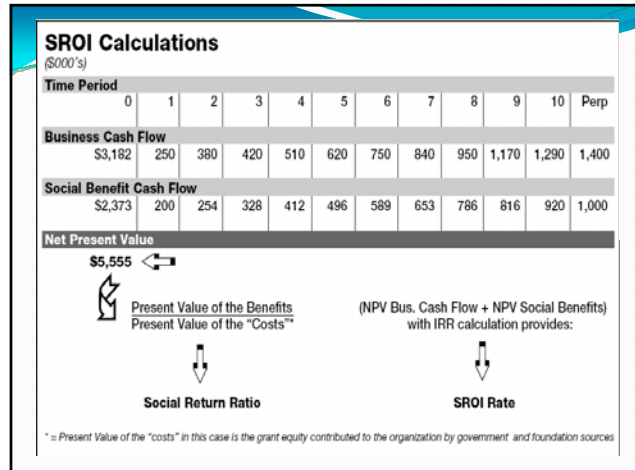 SROI Calculations
($000's)
Time Period
0 1 2 3 4 5 6 7 8 9 10 Perp
Business Cash Flow
$3,182 250 380 420 510 620 750 840 950 1,170 1,290 1,400
Social Benefit Cash Flow
$2,373 200 254 328 412 496 589 653 786 816 920 1,000
Net Present Value
$5,555
Present Value of the Benefits
Present Value of the "Costs"*
Social Return Ratio
(NPV Bus. Cash Flow + NPV Social Benefits)
with IRR calculation provides:
SROI Rate
* = Present Value of the "costs" in this case is the grant equity contributed to the organization by government and foundation sources